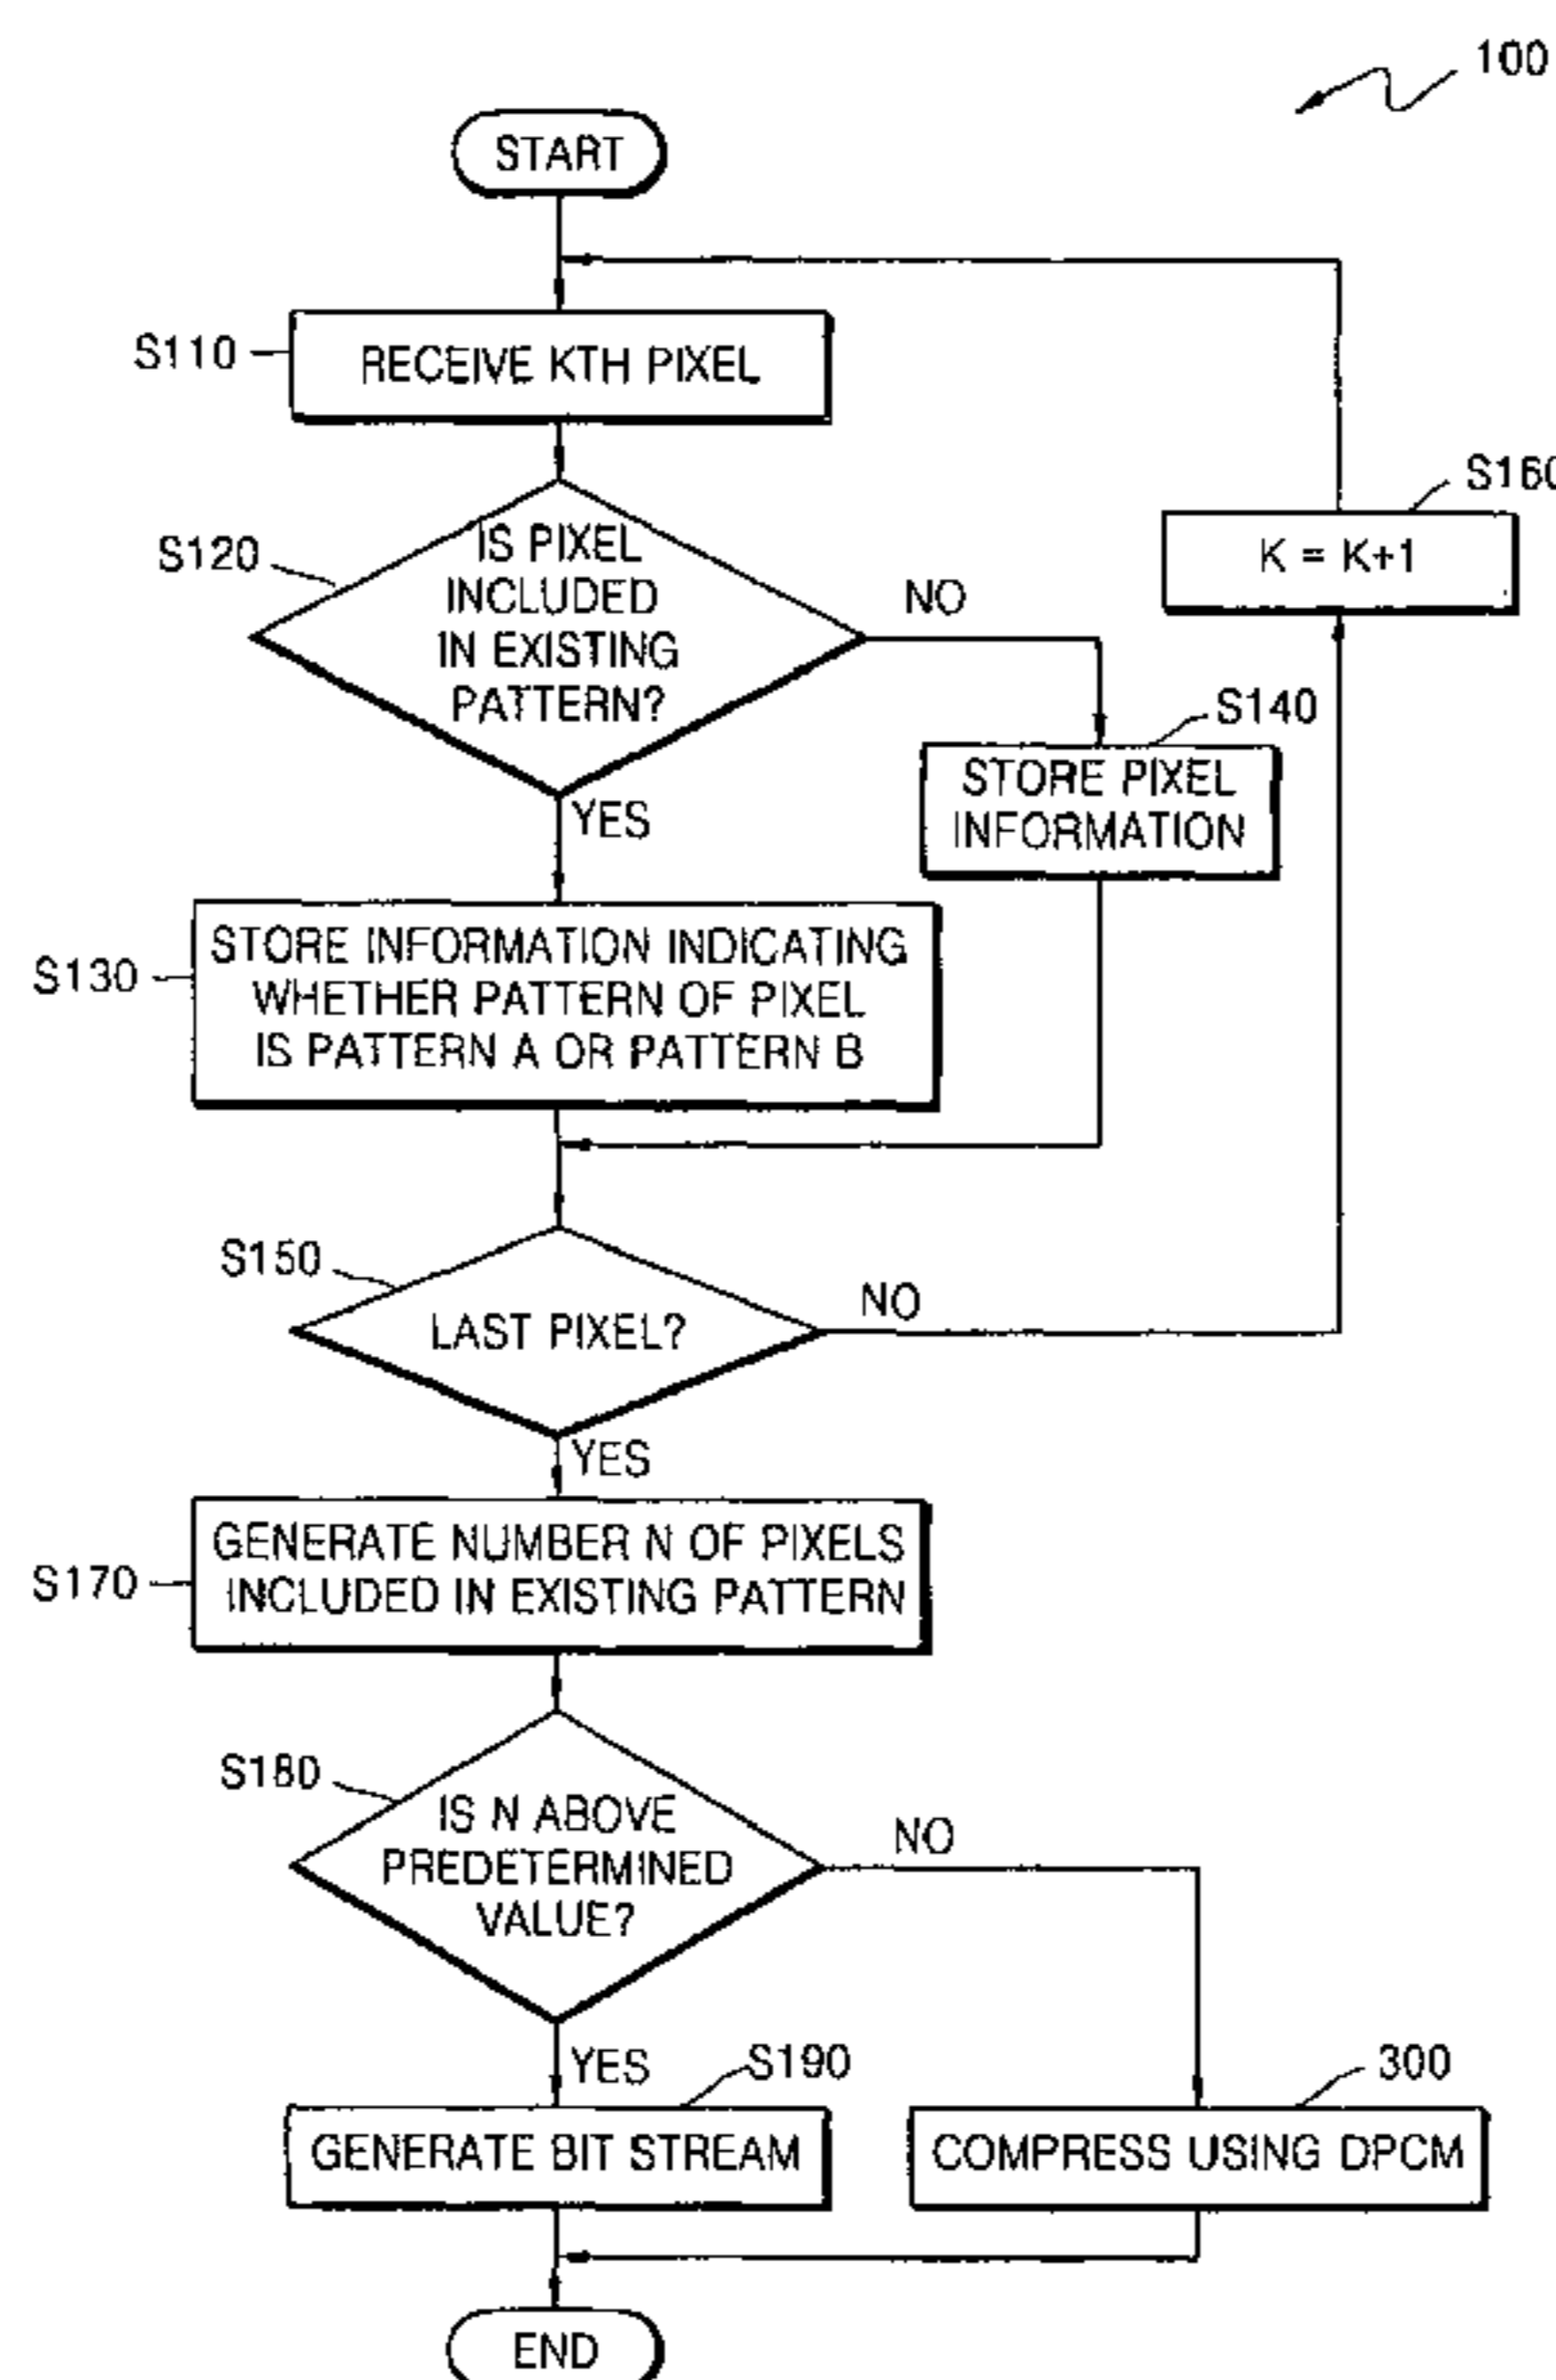 100
START
S110
RECEIVE KTH PIXEL
S160
K = K+1
S120
IS PIXEL
INCLUDED
IN EXISTING
PATTERN?
NO
S140
STORE PIXEL
INFORMATION
YES
S130
STORE INFORMATION INDICATING
WHETHER PATTERN OF PIXEL
IS PATTERN A OR PATTERN B
S150
LAST PIXEL?
NO
YES
S170
GENERATE NUMBER N OF PIXELS
INCLUDED IN EXISTING PATTERN
S180
IS N ABOVE
PREDETERMINED
VALUE?
NO
YES
S190
GENERATE BIT STREAM
300
COMPRESS USING DPCM
END